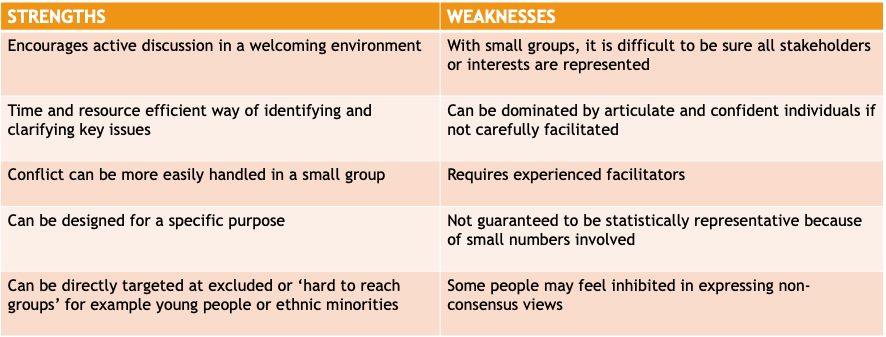 STRENGTHS
WEAKNESSES
Encourages active discussion in a welcoming environment
With small groups, it is difficult to be sure all stakeholders
or interests are represented
Time and resource efficient way of identifying and
clarifying key issues
Can be dominated by articulate and confident individuals if
not carefully facilitated
Conflict can be more easily handled in a small group
Requires experienced facilitators
Can be designed for a specific purpose
Not guaranteed to be statistically representative because
of small numbers involved
Can be directly targeted at excluded or ‘hard to reach
groups’ for example young people or ethnic minorities
Some people may feel inhibited in expressing non-
consensus views